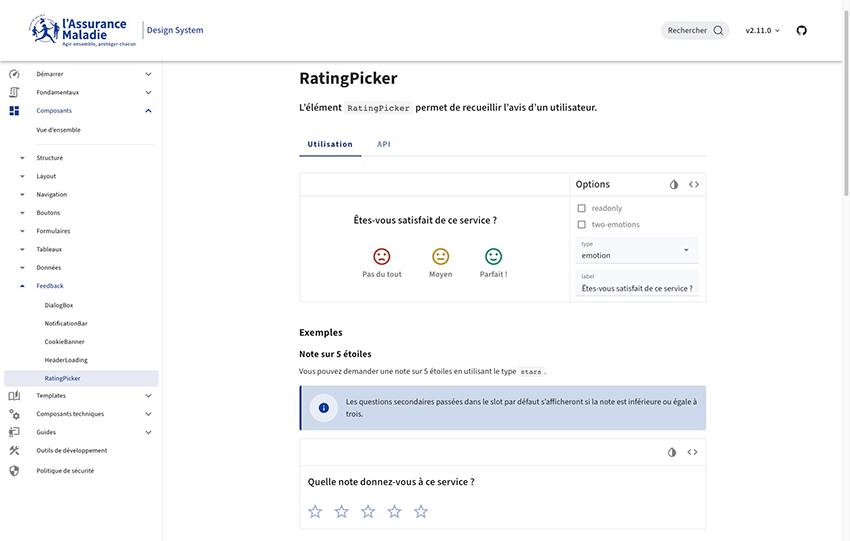 l'Assurance
Maladie
Agir ensemble, protéger chacun
Design System
Rechercher
v2.11.0
Démarrer
Fondamentaux
Composants
Vue d'ensemble
Structure
Layout
Navigation
Boutons
Formulaires
Tableaux
Données
Feedback
DialogBox
NotificationBar
CookieBanner
HeaderLoading
RatingPicker
Templates
Composants techniques
Guides
Outils de développement
Politique de sécurité
RatingPicker
L'élément RatingPicker permet de recueillir l'avis d'un utilisateur.
Utilisation API
Options
Êtes-vous satisfait de ce service ?
Pas du tout
Moyen
Parfait !
readonly
two-emotions
type
emotion
label
Êtes-vous satisfait de ce service ?
Exemples
Note sur 5 étoiles
Vous pouvez demander une note sur 5 étoiles en utilisant le type stars .
Les questions secondaires passées dans le slot par défaut s'afficheront si la note est inférieure ou égale à
trois.
Quelle note donnez-vous à ce service ?